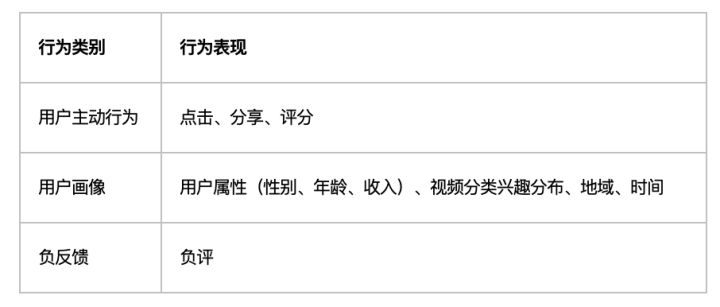 行为类别 行为表现
用户主动行为 点击、分享、评分
用户画像 用户属性（性别、年龄、收入）、视频分类兴趣分布、地域、时间
负反馈 负评